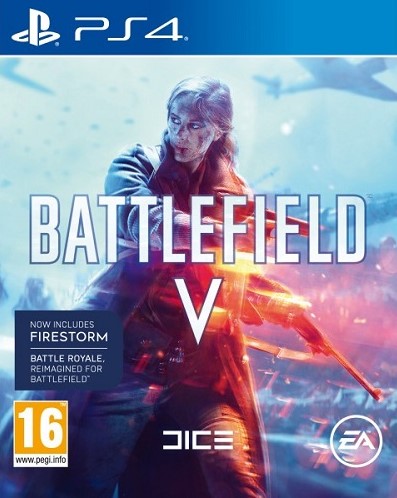 PS4
BATTLEFIELD
V
NOW INCLUDES
FIRESTORM
BATTLE ROYALE,
REIMAGINED FOR
BATTLEFIELD™
16
www.pegi.info
DICE
EA